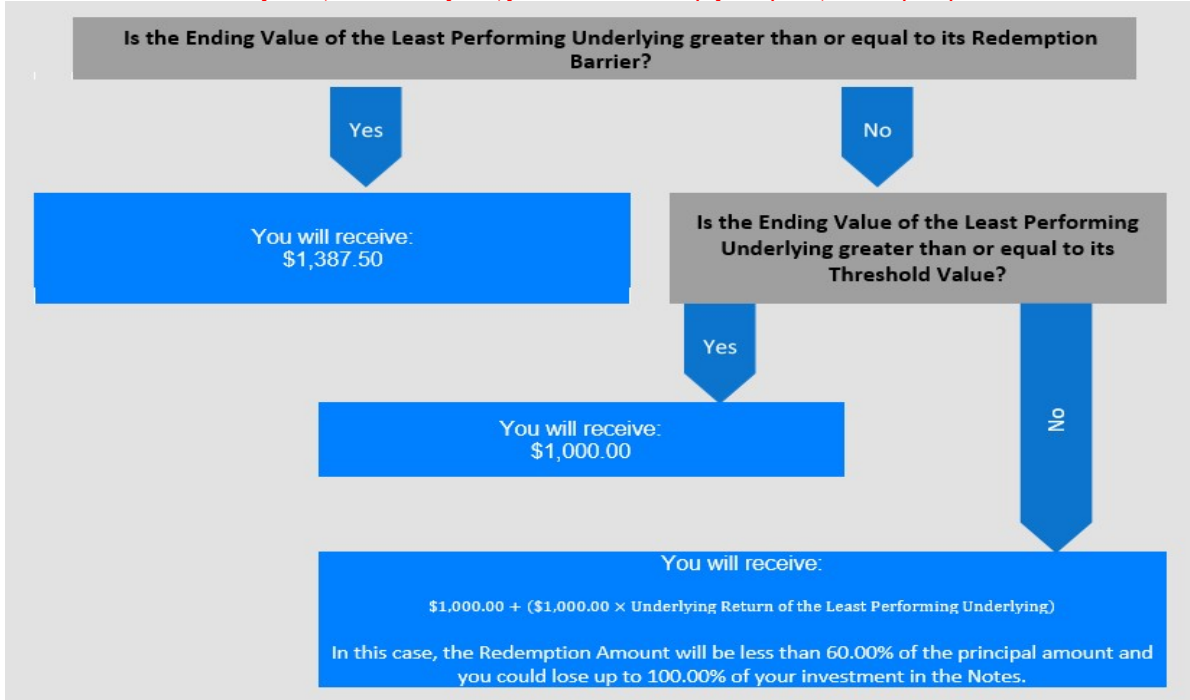 Is the Ending Value of the Least Performing Underlying greater than or equal to its Redemption
Barrier?
Yes
No
You will receive:
$1,387.50
Is the Ending Value of the Least Performing
Underlying greater than or equal to its
Threshold Value?
Yes
No
You will receive:
$1,000.00
You will receive:
$1,000.00 + ($1,000.00 × Underlying Return of the Least Performing Underlying)
In this case, the Redemption Amount will be less than 60.00% of the principal amount and
you could lose up to 100.00% of your investment in the Notes.